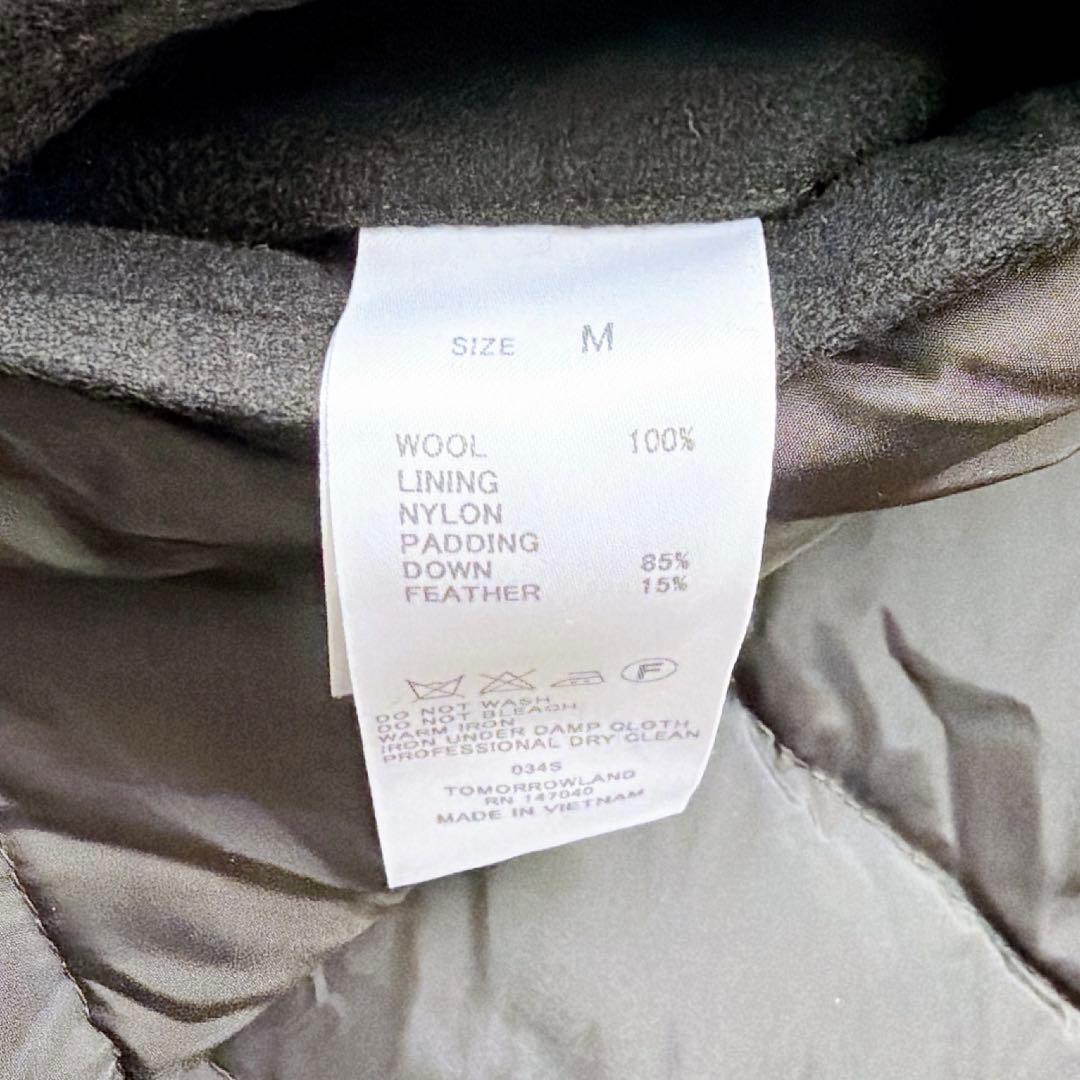 SIZE M
WOOL 100%
LINING
NYLON
PADDING
DOWN 85%
FEATHER 15%
F
DO NOT WASH
DO NOT BLEACH
WARM IRON
IRON UNDER DAMP CLOTH
PROFESSIONAL DRY CLEAN
034S
TOMORROWLAND
RN 147040
MADE IN VIETNAM